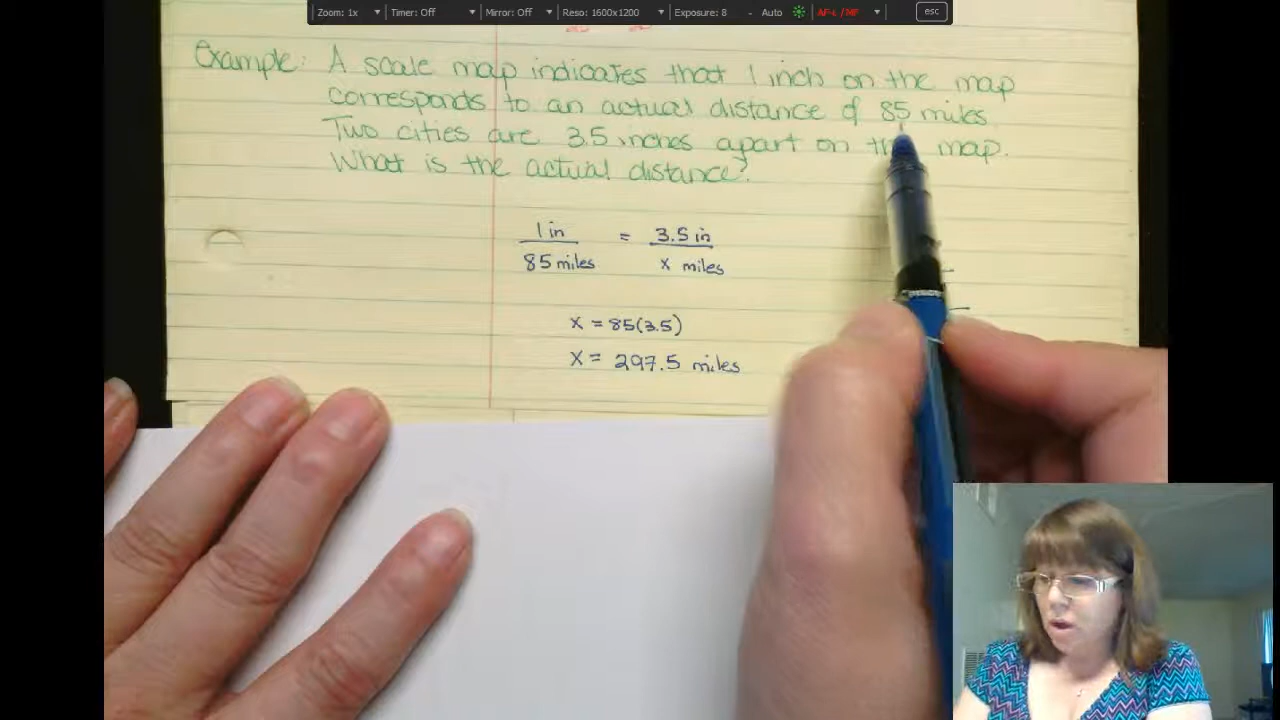 Zoom: 1x Timer: Off Mirror: Off Reso: 1600x1200 Exposure: 8 Auto AF-L / MF esc
Example: A scale map indicates that 1 inch on the map
corresponds to an actual distance of 85 miles.
Two cities are 3.5 inches apart on the map.
What is the actual distance?
1 in = 3.5 in
85 miles x miles
x = 85(3.5)
x = 297.5 miles